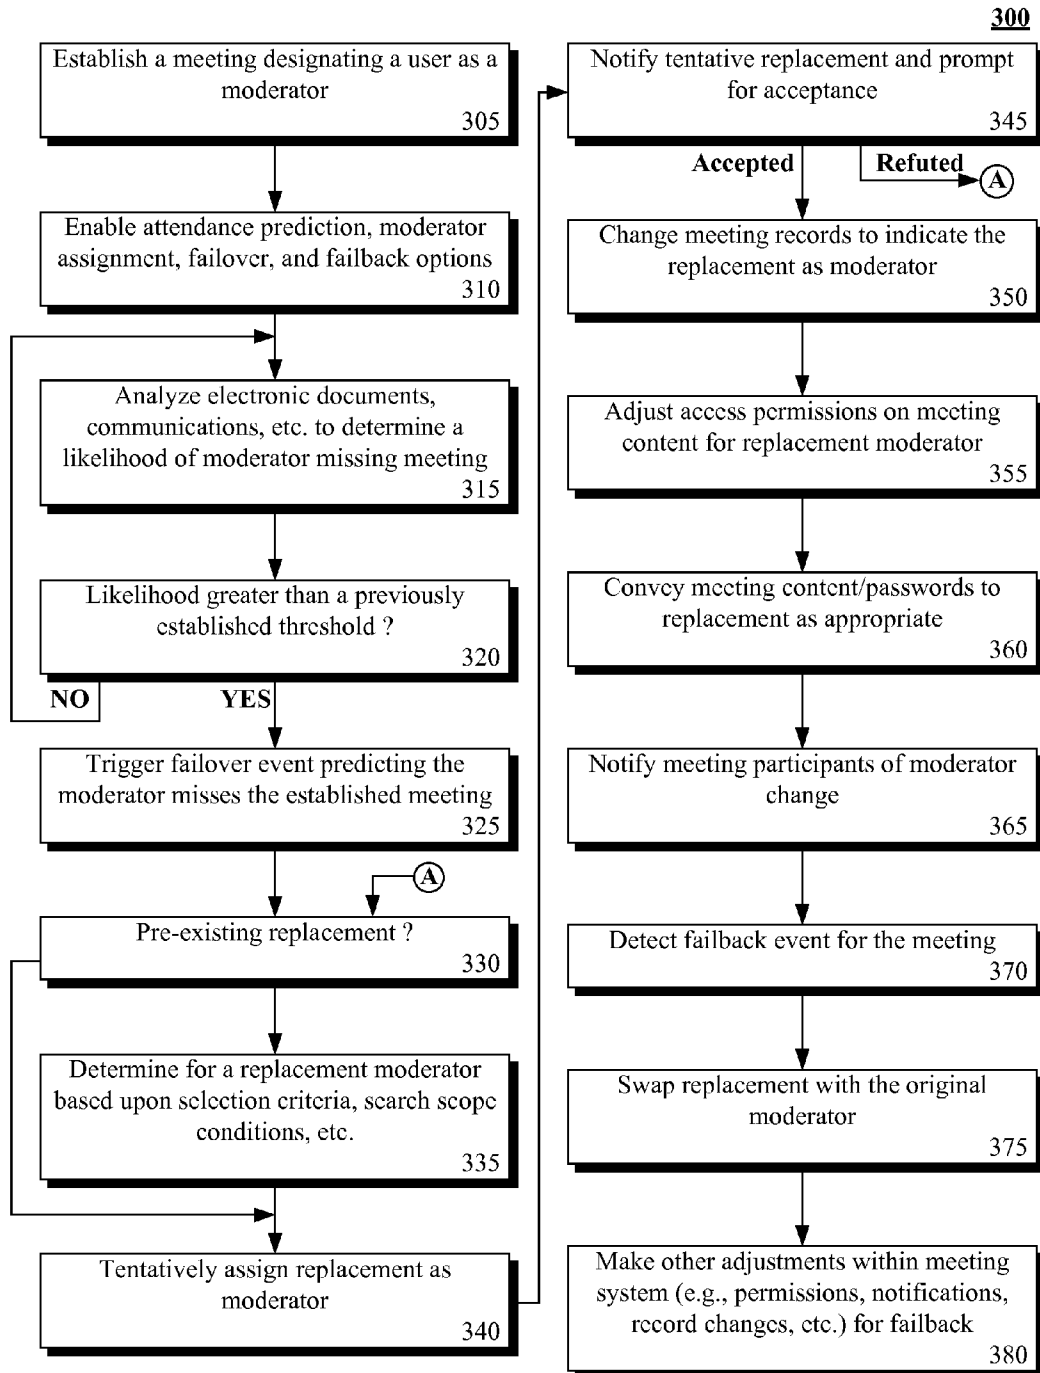 300
Establish a meeting designating a user as a
moderator
305
Enable attendance prediction, moderator
assignment, failover, and failback options
310
Analyze electronic documents,
communications, etc. to determine a
likelihood of moderator missing meeting
315
Likelihood greater than a previously
established threshold ?
320
NO
YES
Trigger failover event predicting the
moderator misses the established meeting
325
A
Pre-existing replacement ?
330
Determine for a replacement moderator
based upon selection criteria, search scope
conditions, etc.
335
Tentatively assign replacement as
moderator
340
Notify tentative replacement and prompt
for acceptance
345
Accepted
Refuted
A
Change meeting records to indicate the
replacement as moderator
350
Adjust access permissions on meeting
content for replacement moderator
355
Convey meeting content/passwords to
replacement as appropriate
360
Notify meeting participants of moderator
change
365
Detect failback event for the meeting
370
Swap replacement with the original
moderator
375
Make other adjustments within meeting
system (e.g., permissions, notifications,
record changes, etc.) for failback
380